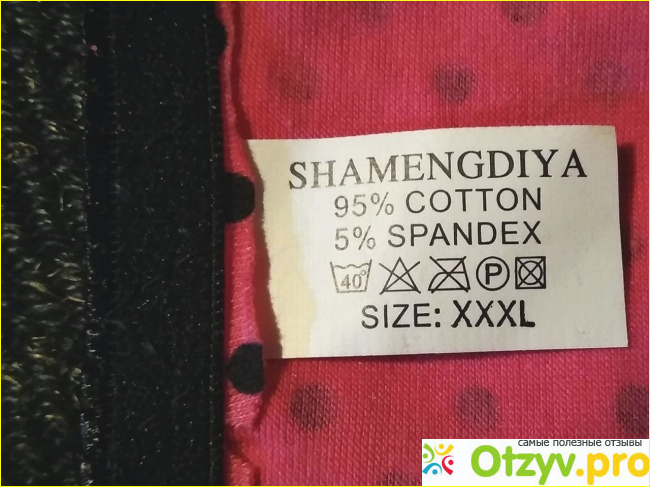 SHAMENGDIYA
95% COTTON
5% SPANDEX
40°
P
SIZE: XXXL
самые полезные отзывы
Otzyv.pro